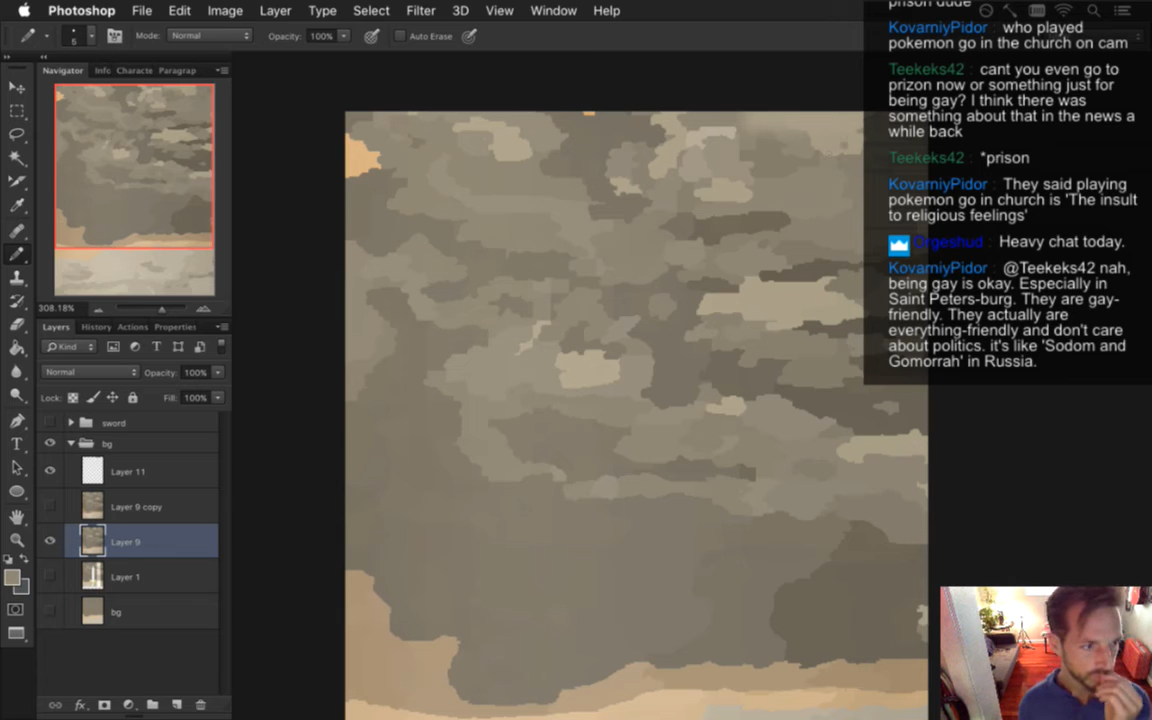 Photoshop File Edit Image Layer Type Select Filter 3D View Window Help
5 Mode: Normal Opacity: 100% Auto Erase
Navigator Info Characte Paragrap
308.18%
Layers History Actions Properties
Kind
Normal Opacity: 100%
Lock: Fill: 100%
sword
bg
Layer 11
Layer 9 copy
Layer 9
Layer 1
bg
prison dude
KovarniyPidor : who played
pokemon go in the church on cam
Teekeks42 : cant you even go to
prizon now or something just for
being gay? I think there was
something about that in the news a
while back
Teekeks42 : *prison
KovarniyPidor : They said playing
pokemon go in church is 'The insult
to religious feelings'
Orgeshud : Heavy chat today.
KovarniyPidor : @Teekeks42 nah,
being gay is okay. Especially in
Saint Peters-burg. They are gay-
friendly. They actually are
everything-friendly and don't care
about politics. it's like 'Sodom and
Gomorrah' in Russia.